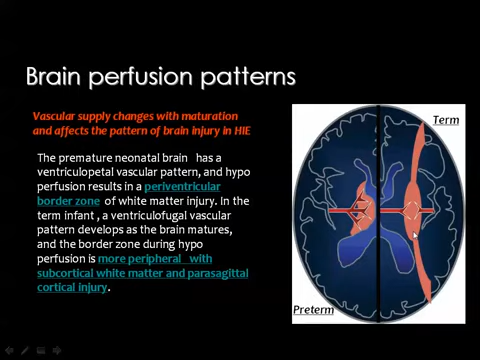 Brain perfusion patterns
Vascular supply changes with maturation
and affects the pattern of brain injury in HIE
The premature neonatal brain has a
ventriculopetal vascular pattern, and hypo
perfusion results in a periventricular
border zone of white matter injury. In the
term infant , a ventriculofugal vascular
pattern develops as the brain matures,
and the border zone during hypo
perfusion is more peripheral with
subcortical white matter and parasagittal
cortical injury.
Term
Preterm